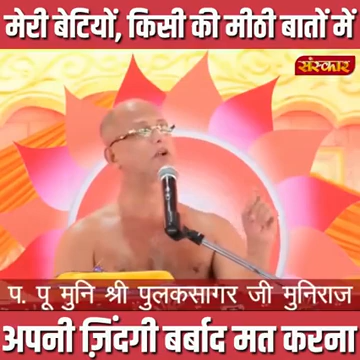 मेरी बेटियों, किसी की मीठी बातों में
संस्कार
प. पू मुनि श्री पुलकसागर जी मुनिराज
अपनी ज़िंदगी बर्बाद मत करना